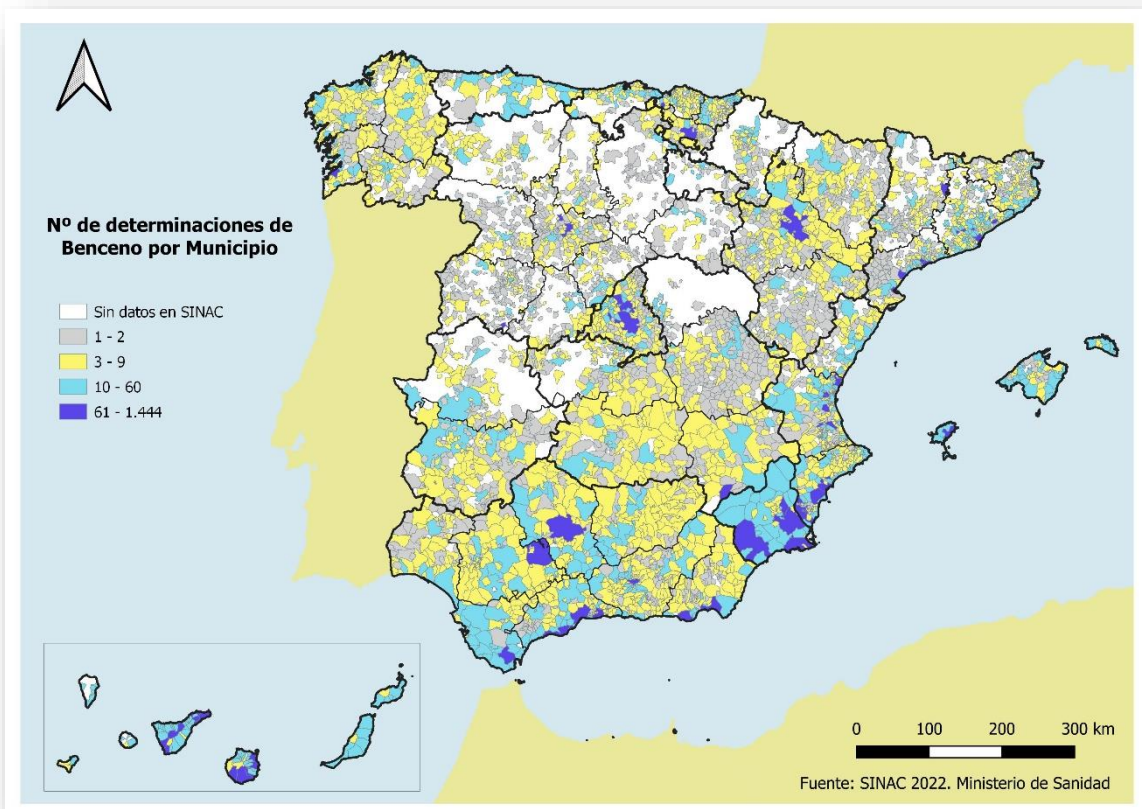 Nº de determinaciones de
Benceno por Municipio
Sin datos en SINAC
1 - 2
3 - 9
10 - 60
61 - 1.444
0 100 200 300 km
Fuente: SINAC 2022. Ministerio de Sanidad